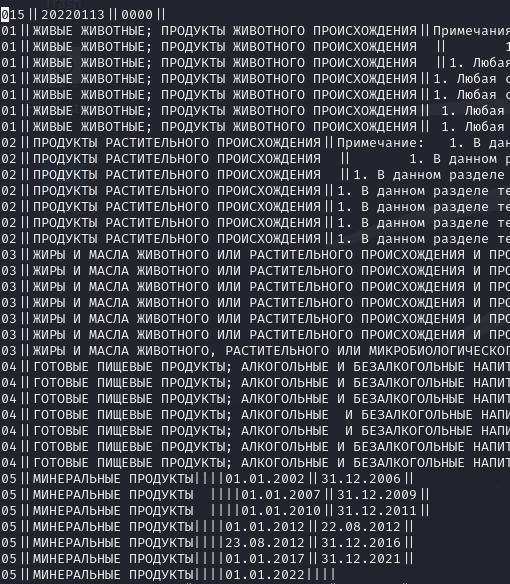 015||20220113||0000||
01||ЖИВЫЕ ЖИВОТНЫЕ; ПРОДУКТЫ ЖИВОТНОГО ПРОИСХОЖДЕНИЯ||Примечания
01||ЖИВЫЕ ЖИВОТНЫЕ; ПРОДУКТЫ ЖИВОТНОГО ПРОИСХОЖДЕНИЯ  ||        1
01||ЖИВЫЕ ЖИВОТНЫЕ; ПРОДУКТЫ ЖИВОТНОГО ПРОИСХОЖДЕНИЯ  ||1. Любая
01||ЖИВЫЕ ЖИВОТНЫЕ; ПРОДУКТЫ ЖИВОТНОГО ПРОИСХОЖДЕНИЯ||1. Любая с
01||ЖИВЫЕ ЖИВОТНЫЕ; ПРОДУКТЫ ЖИВОТНОГО ПРОИСХОЖДЕНИЯ||1. Любая с
01||ЖИВЫЕ ЖИВОТНЫЕ; ПРОДУКТЫ ЖИВОТНОГО ПРОИСХОЖДЕНИЯ|| 1. Любая
01||ЖИВЫЕ ЖИВОТНЫЕ; ПРОДУКТЫ ЖИВОТНОГО ПРОИСХОЖДЕНИЯ|| 1. Любая
02||ПРОДУКТЫ РАСТИТЕЛЬНОГО ПРОИСХОЖДЕНИЯ||Примечание:   1. В дан
02||ПРОДУКТЫ РАСТИТЕЛЬНОГО ПРОИСХОЖДЕНИЯ  ||       1. В данном р
02||ПРОДУКТЫ РАСТИТЕЛЬНОГО ПРОИСХОЖДЕНИЯ  ||1. В данном разделе
02||ПРОДУКТЫ РАСТИТЕЛЬНОГО ПРОИСХОЖДЕНИЯ||1. В данном разделе те
02||ПРОДУКТЫ РАСТИТЕЛЬНОГО ПРОИСХОЖДЕНИЯ||1. В данном разделе те
02||ПРОДУКТЫ РАСТИТЕЛЬНОГО ПРОИСХОЖДЕНИЯ||1. В данном разделе те
02||ПРОДУКТЫ РАСТИТЕЛЬНОГО ПРОИСХОЖДЕНИЯ||1. В данном разделе те
03||ЖИРЫ И МАСЛА ЖИВОТНОГО ИЛИ РАСТИТЕЛЬНОГО ПРОИСХОЖДЕНИЯ И ПРО
03||ЖИРЫ И МАСЛА ЖИВОТНОГО ИЛИ РАСТИТЕЛЬНОГО ПРОИСХОЖДЕНИЯ И ПРО
03||ЖИРЫ И МАСЛА ЖИВОТНОГО ИЛИ РАСТИТЕЛЬНОГО ПРОИСХОЖДЕНИЯ И ПРО
03||ЖИРЫ И МАСЛА ЖИВОТНОГО ИЛИ РАСТИТЕЛЬНОГО ПРОИСХОЖДЕНИЯ И ПРО
03||ЖИРЫ И МАСЛА ЖИВОТНОГО ИЛИ РАСТИТЕЛЬНОГО ПРОИСХОЖДЕНИЯ И ПРО
03||ЖИРЫ И МАСЛА ЖИВОТНОГО ИЛИ РАСТИТЕЛЬНОГО ПРОИСХОЖДЕНИЯ И ПРО
03||ЖИРЫ И МАСЛА ЖИВОТНОГО, РАСТИТЕЛЬНОГО ИЛИ МИКРОБИОЛОГИЧЕСКОГ
04||ГОТОВЫЕ ПИЩЕВЫЕ ПРОДУКТЫ; АЛКОГОЛЬНЫЕ И БЕЗАЛКОГОЛЬНЫЕ НАПИТ
04||ГОТОВЫЕ ПИЩЕВЫЕ ПРОДУКТЫ; АЛКОГОЛЬНЫЕ И БЕЗАЛКОГОЛЬНЫЕ НАПИТ
04||ГОТОВЫЕ ПИЩЕВЫЕ ПРОДУКТЫ; АЛКОГОЛЬНЫЕ И БЕЗАЛКОГОЛЬНЫЕ НАПИТ
04||ГОТОВЫЕ ПИЩЕВЫЕ ПРОДУКТЫ; АЛКОГОЛЬНЫЕ  И БЕЗАЛКОГОЛЬНЫЕ НАПИ
04||ГОТОВЫЕ ПИЩЕВЫЕ ПРОДУКТЫ; АЛКОГОЛЬНЫЕ И БЕЗАЛКОГОЛЬНЫЕ НАПИТ
04||ГОТОВЫЕ ПИЩЕВЫЕ ПРОДУКТЫ; АЛКОГОЛЬНЫЕ И БЕЗАЛКОГОЛЬНЫЕ НАПИТ
04||ГОТОВЫЕ ПИЩЕВЫЕ ПРОДУКТЫ; АЛКОГОЛЬНЫЕ И БЕЗАЛКОГОЛЬНЫЕ НАПИТ
05||МИНЕРАЛЬНЫЕ ПРОДУКТЫ||||01.01.2002||31.12.2006||
05||МИНЕРАЛЬНЫЕ ПРОДУКТЫ  ||||01.01.2007||31.12.2009||
05||МИНЕРАЛЬНЫЕ ПРОДУКТЫ  ||||01.01.2010||31.12.2011||
05||МИНЕРАЛЬНЫЕ ПРОДУКТЫ||||01.01.2012||22.08.2012||
05||МИНЕРАЛЬНЫЕ ПРОДУКТЫ||||23.08.2012||31.12.2016||
05||МИНЕРАЛЬНЫЕ ПРОДУКТЫ||||01.01.2017||31.12.2021||
05||МИНЕРАЛЬНЫЕ ПРОДУКТЫ||||01.01.2022||||